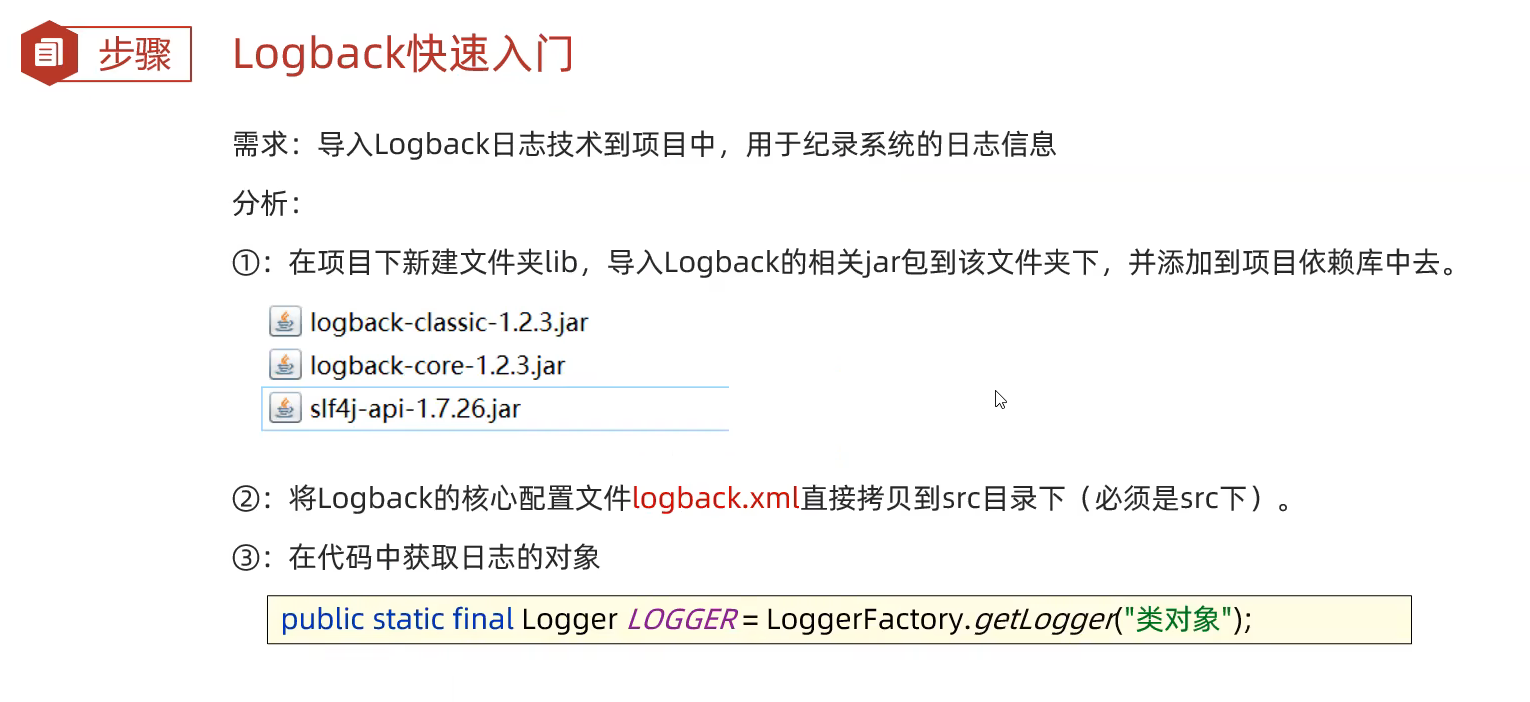 步骤
Logback快速入门
需求：导入Logback日志技术到项目中，用于纪录系统的日志信息
分析：
①：在项目下新建文件夹lib，导入Logback的相关jar包到该文件夹下，并添加到项目依赖库中去。
logback-classic-1.2.3.jar
logback-core-1.2.3.jar
slf4j-api-1.7.26.jar
②：将Logback的核心配置文件logback.xml直接拷贝到src目录下（必须是src下）。
③：在代码中获取日志的对象
public static final Logger LOGGER = LoggerFactory.getLogger("类对象");